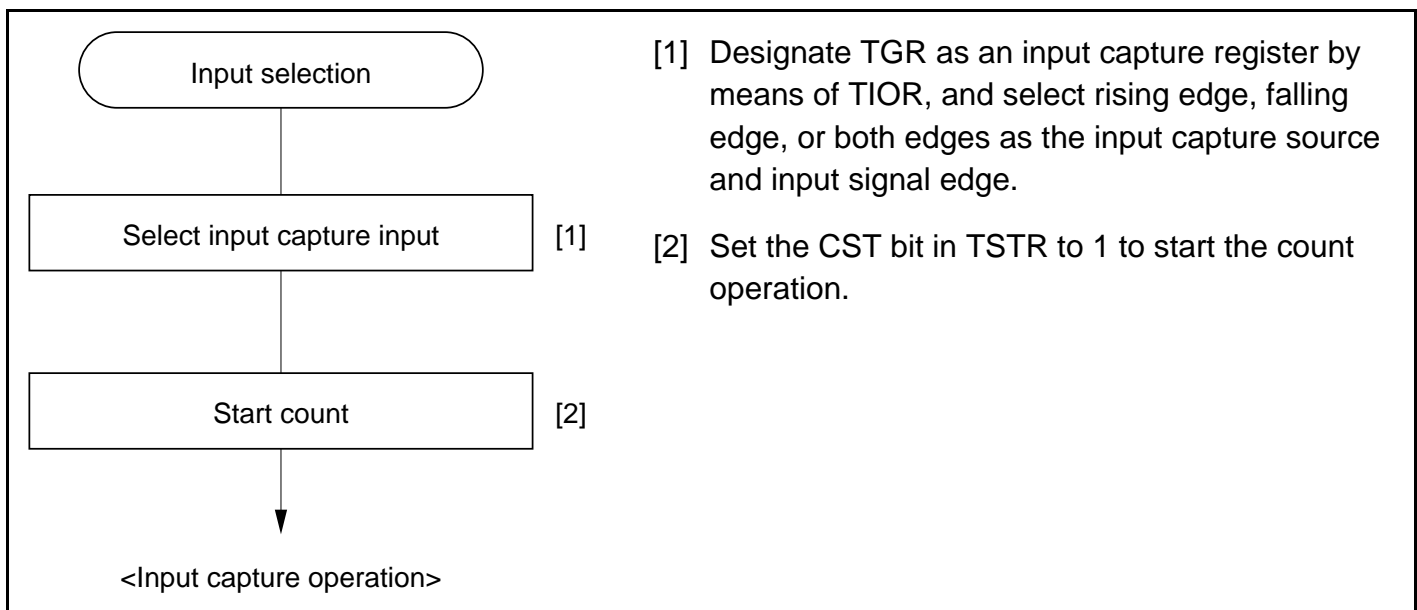 Input selection
Select input capture input
[1]
Start count
[2]
<Input capture operation>
[1] Designate TGR as an input capture register by
means of TIOR, and select rising edge, falling
edge, or both edges as the input capture source
and input signal edge.
[2] Set the CST bit in TSTR to 1 to start the count
operation.